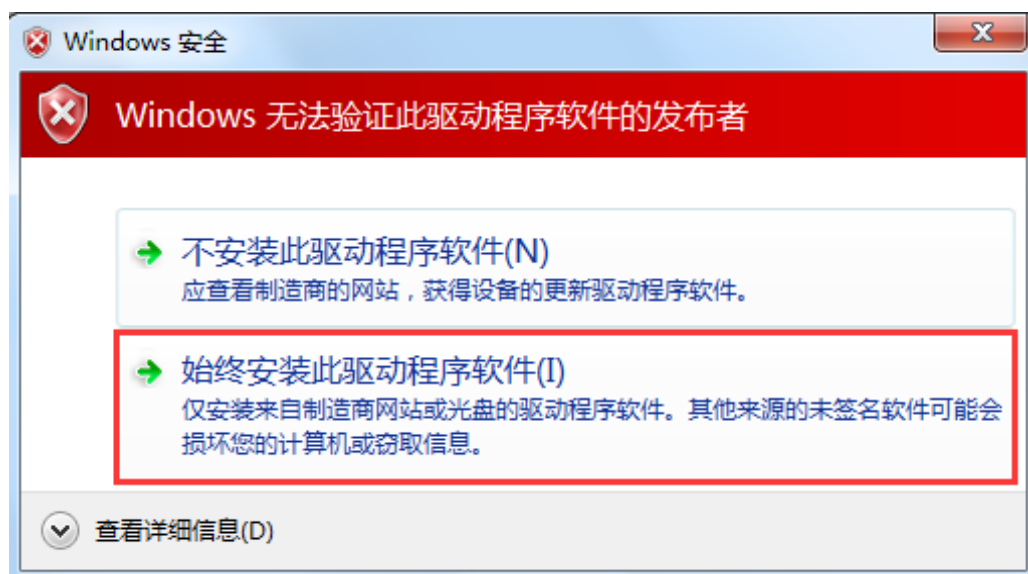 Windows 安全
Windows 无法验证此驱动程序软件的发布者
不安装此驱动程序软件(N)
应查看制造商的网站，获得设备的更新驱动程序软件。
始终安装此驱动程序软件(I)
仅安装来自制造商网站或光盘的驱动程序软件。其他来源的未签名软件可能会
损坏您的计算机或窃取信息。
查看详细信息(D)